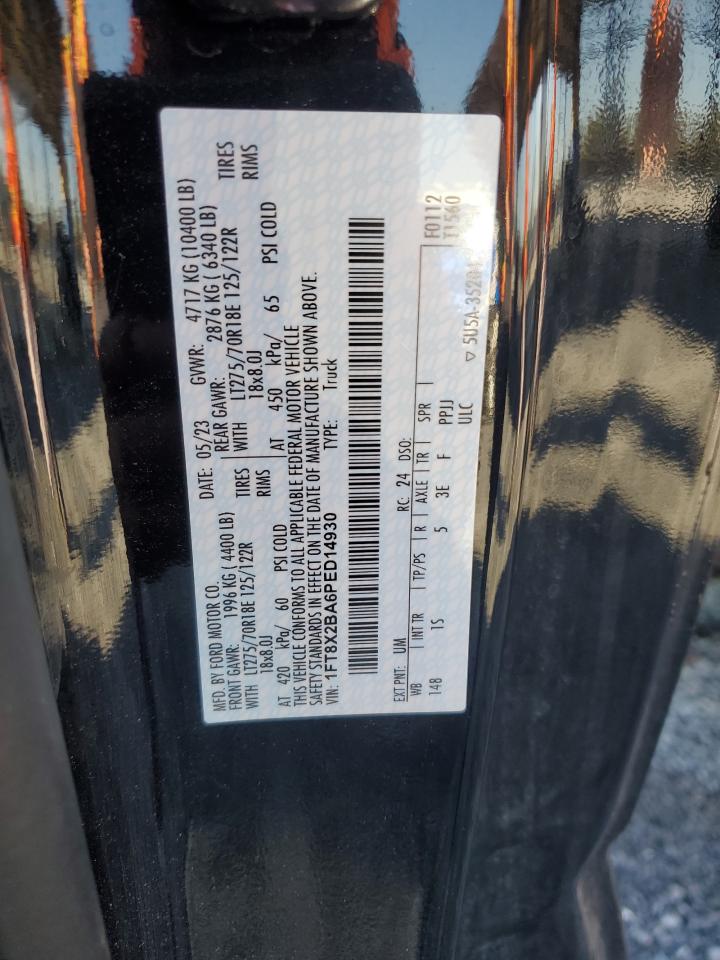 MFD. BY FORD MOTOR CO.
DATE: 05/23 GVWR: 4717 KG (10400 LB)
FRONT GAWR: 1996 KG ( 4400 LB) REAR GAWR: 2876 KG ( 6340 LB)
WITH LT275/70R18E 125/122R TIRES WITH LT275/70R18E 125/122R TIRES
18x8.0J RIMS 18x8.0J RIMS
AT 420 kPa/ 60 PSI COLD AT 450 kPa/ 65 PSI COLD
THIS VEHICLE CONFORMS TO ALL APPLICABLE FEDERAL MOTOR VEHICLE
SAFETY STANDARDS IN EFFECT ON THE DATE OF MANUFACTURE SHOWN ABOVE.
VIN: 1FT8X2BA6PED14930 TYPE: Truck
EXT PNT: UM RC: 24 DSO: F0112
WB INT TR TP/PS R AXLE TR SPR T1560
148 1S 5 3E F PPJJ
ULC